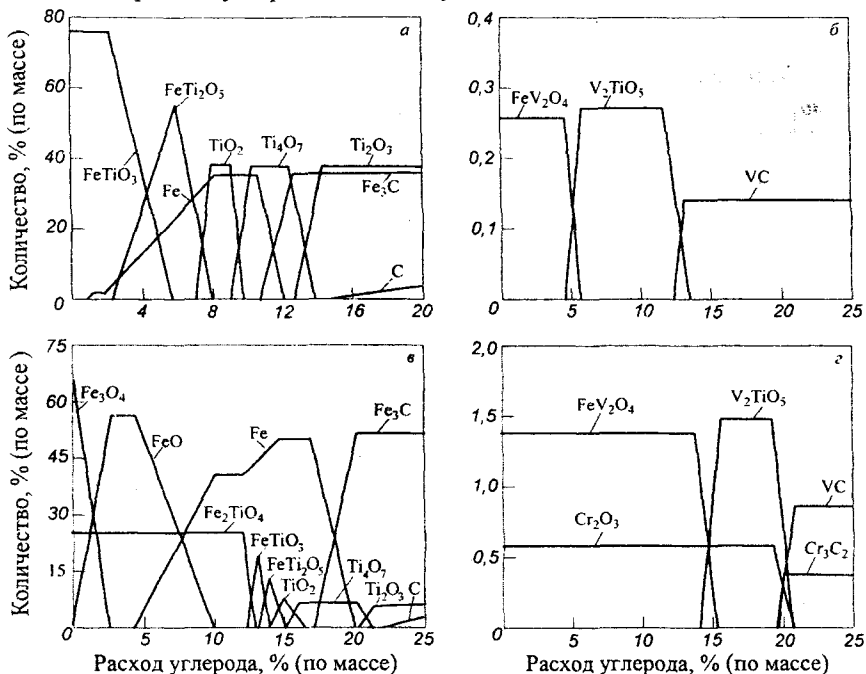 Количество, % (по массе)
80
60
40
20
0
4
8
12
16
20
а
FeTiO₃
FeTi₂O₅
Fe
TiO₂
Ti₄O₇
Ti₂O₃
Fe₃C
C
0,4
0,3
0,2
0,1
0
5
10
15
20
25
б
FeV₂O₄
V₂TiO₅
VC
Количество, % (по массе)
75
60
45
30
15
0
5
10
15
20
25
в
Fe₃O₄
FeO
Fe
Fe₂TiO₄
FeTiO₃
FeTi₂O₅
TiO₂
Ti₄O₇
Ti₂O₃
C
Fe₃C
Расход углерода, % (по массе)
2,0
1,5
1,0
0,5
0
5
10
15
20
25
г
FeV₂O₄
V₂TiO₅
Cr₂O₃
VC
Cr₃C₂
Расход углерода, % (по массе)